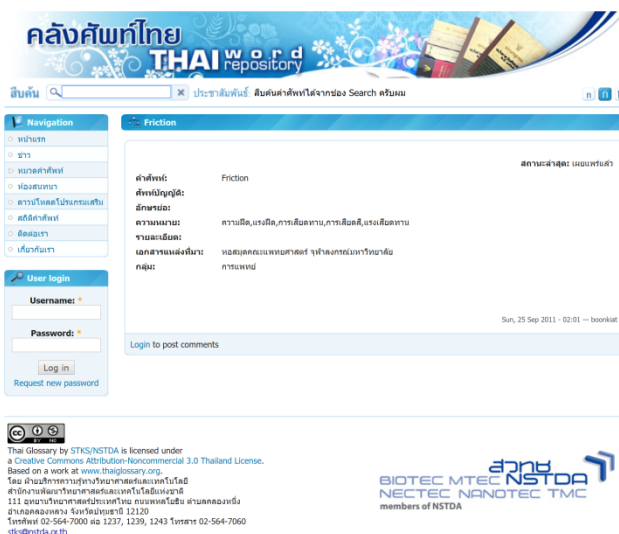 คลังศัพท์ไทย
THAI word repository
สืบค้น
ประชาสัมพันธ์: สืบค้นคำศัพท์ได้จากช่อง Search ครับผม
ก ก
Navigation
หน้าแรก
ข่าว
หมวดคำศัพท์
ห้องสนทนา
ดาวน์โหลดโปรแกรมเสริม
สถิติคำศัพท์
ติดต่อเรา
เกี่ยวกับเรา
User login
Username: *
Password: *
Log in
Request new password
Friction
สถานะล่าสุด: เผยแพร่แล้ว
คำศัพท์: Friction
ศัพท์บัญญัติ:
อักษรย่อ:
ความหมาย: ความฝืด,แรงฝืด,การเสียดทาน,การเสียดสี,แรงเสียดทาน
รายละเอียด:
เอกสารแหล่งที่มา: หอสมุดคณะแพทยศาสตร์ จุฬาลงกรณ์มหาวิทยาลัย
กลุ่ม: การแพทย์
Sun, 25 Sep 2011 - 02:01 — boonkiat
Login to post comments
cc BY NC
Thai Glossary by STKS/NSTDA is licensed under
a Creative Commons Attribution-Noncommercial 3.0 Thailand License.
Based on a work at www.thaiglossary.org.
โดย ฝ่ายบริการความรู้ทางวิทยาศาสตร์และเทคโนโลยี
สำนักงานพัฒนาวิทยาศาสตร์และเทคโนโลยีแห่งชาติ
111 อุทยานวิทยาศาสตร์ประเทศไทย ถนนพหลโยธิน ตำบลคลองหนึ่ง
อำเภอคลองหลวง จังหวัดปทุมธานี 12120
โทรศัพท์ 02-564-7000 ต่อ 1237, 1239, 1243 โทรสาร 02-564-7060
stks@nstda.or.th
สวทช
BIOTEC MTEC NSTDA
NECTEC NANOTEC TMC
members of NSTDA